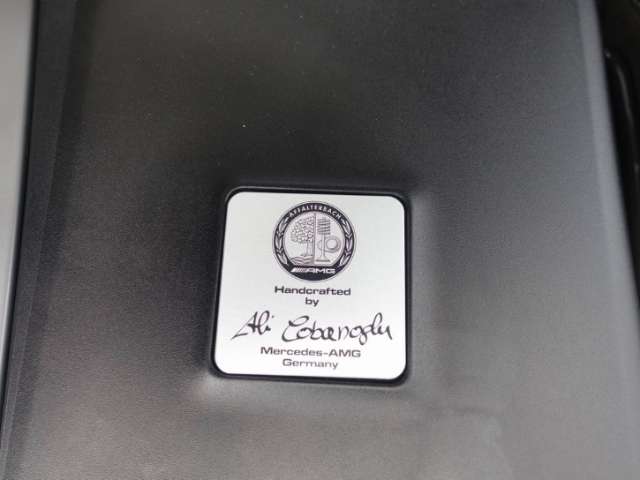 AFFALTERBACH
AMG
Handcrafted
by
Ali Cobanoglu
Mercedes-AMG
Germany